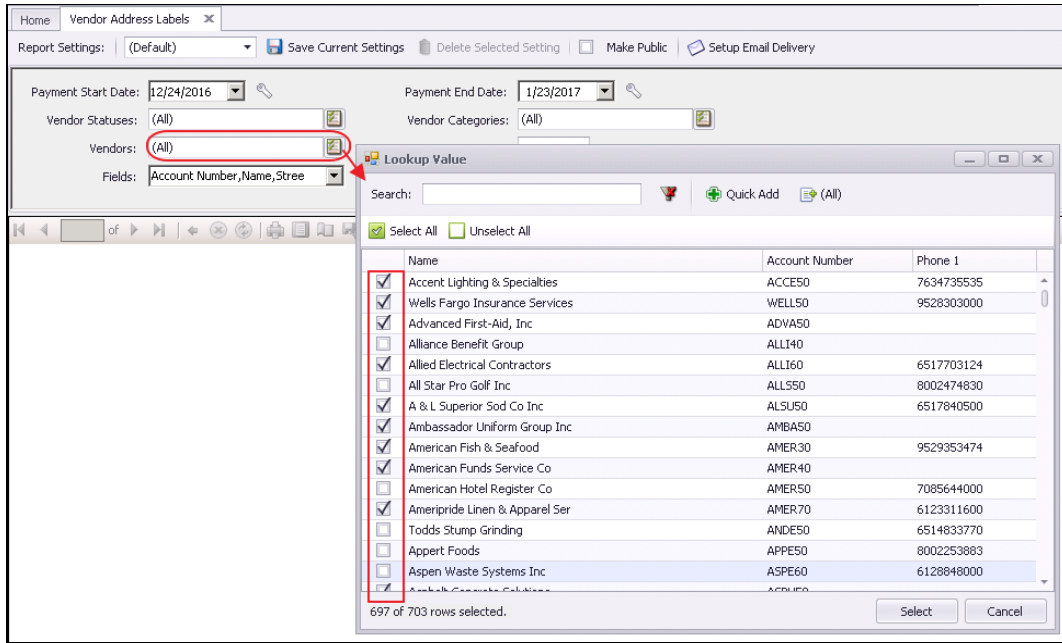 Home Vendor Address Labels
Report Settings: (Default) Save Current Settings Delete Selected Setting Make Public Setup Email Delivery
Payment Start Date: 12/24/2016 Payment End Date: 1/23/2017
Vendor Statuses: (All) Vendor Categories: (All)
Vendors: (All)
Fields: Account Number,Name,Stree
of
Lookup Value
Search: Quick Add (All)
Select All Unselect All
Name Account Number Phone 1
Accent Lighting & Specialties ACCE50 7634735535
Wells Fargo Insurance Services WELL50 9528303000
Advanced First-Aid, Inc ADVA50
Alliance Benefit Group ALLI40
Allied Electrical Contractors ALLI60 6517703124
All Star Pro Golf Inc ALLS50 8002474830
A & L Superior Sod Co Inc ALSU50 6517840500
Ambassador Uniform Group Inc AMBA50
American Fish & Seafood AMER30 9529353474
American Funds Service Co AMER40
American Hotel Register Co AMER50 7085644000
Ameripride Linen & Apparel Ser AMER70 6123311600
Todds Stump Grinding ANDE50 6514833770
Appert Foods APPE50 8002253883
Aspen Waste Systems Inc ASPE60 6128848000
Asphalt Concrete Solutions
697 of 703 rows selected.
Select Cancel